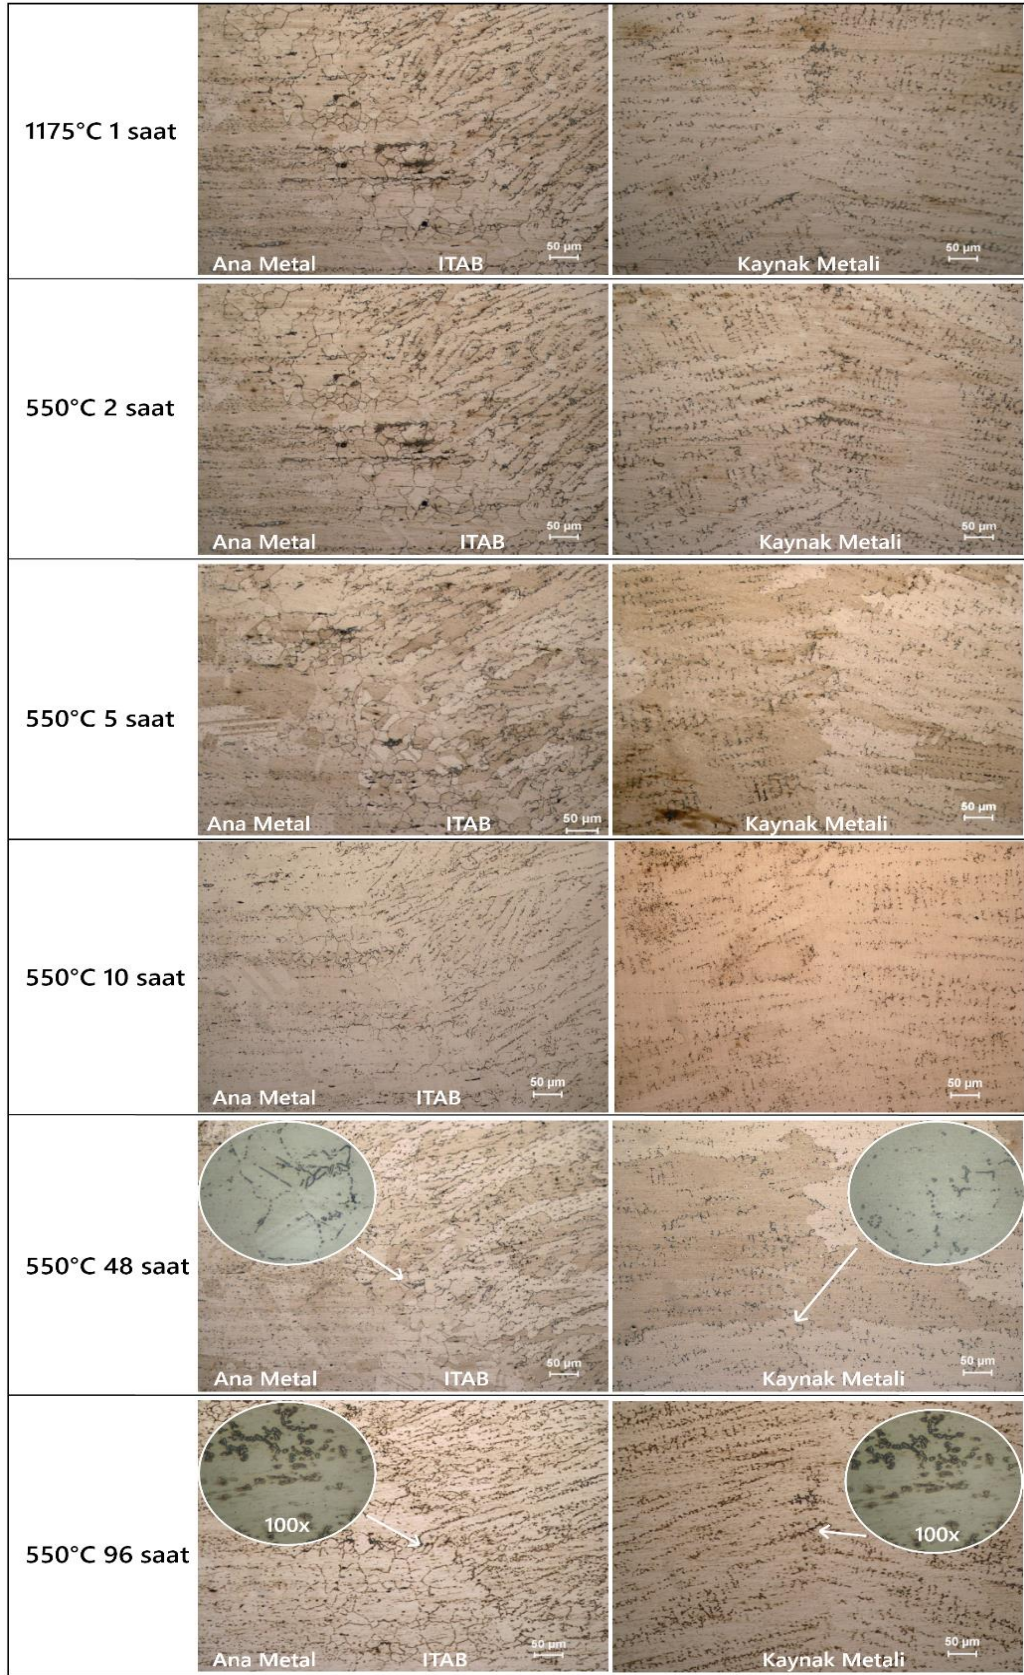 1175°C 1 saat
50 µm
Ana Metal
ITAB
50 µm
Kaynak Metali
550°C 2 saat
50 µm
Ana Metal
ITAB
50 µm
Kaynak Metali
550°C 5 saat
50 µm
Ana Metal
ITAB
50 µm
Kaynak Metali
550°C 10 saat
50 µm
Ana Metal
ITAB
50 µm
550°C 48 saat
50 µm
Ana Metal
ITAB
50 µm
Kaynak Metali
550°C 96 saat
100x
50 µm
Ana Metal
ITAB
100x
50 µm
Kaynak Metali